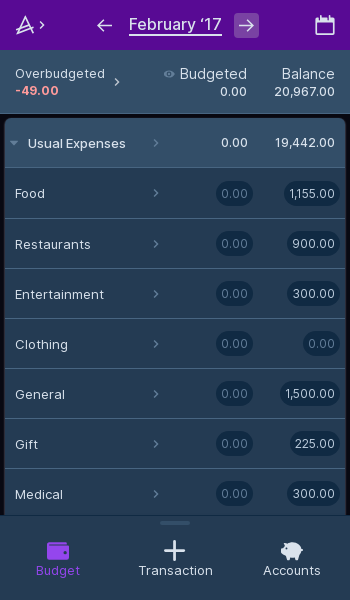 February ‘17
Overbudgeted Budgeted Balance
-49.00 0.00 20,967.00
Usual Expenses 0.00 19,442.00
Food 0.00 1,155.00
Restaurants 0.00 900.00
Entertainment 0.00 300.00
Clothing 0.00 0.00
General 0.00 1,500.00
Gift 0.00 225.00
Medical 0.00 300.00
Budget Transaction Accounts